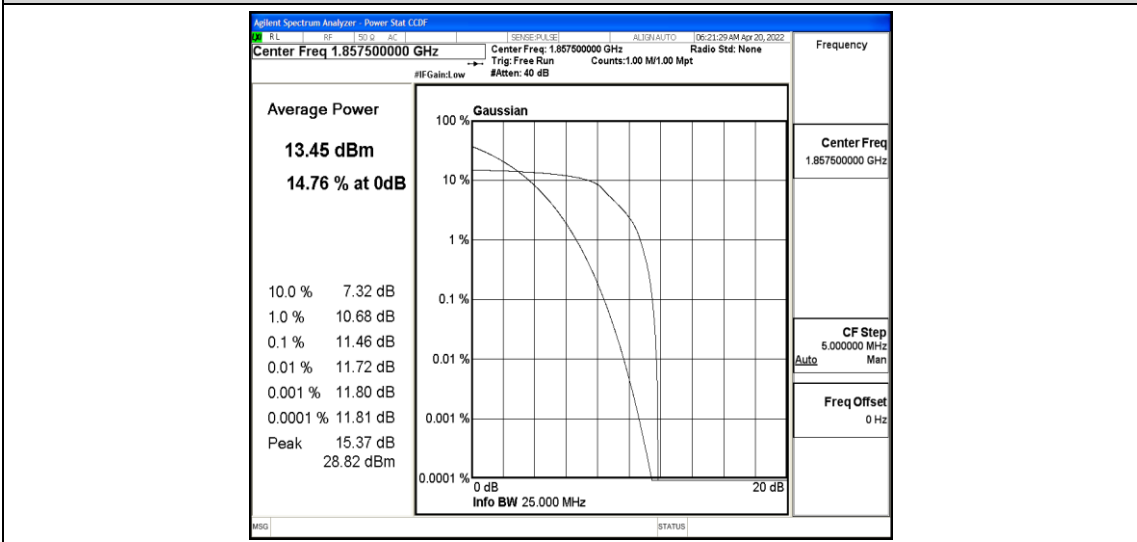 Agilent Spectrum Analyzer - Power Stat CCDF
LXI RL RF 50 Ω AC SENSE:PULSE ALIGN AUTO 06:21:29 AM Apr 20, 2022
Center Freq 1.857500000 GHz
Center Freq: 1.857500000 GHz Radio Std: None
Trig: Free Run Counts:1.00 M/1.00 Mpt
#IFGain:Low #Atten: 40 dB
Frequency
Average Power
13.45 dBm
14.76 % at 0dB
10.0 % 7.32 dB
1.0 % 10.68 dB
0.1 % 11.46 dB
0.01 % 11.72 dB
0.001 % 11.80 dB
0.0001 % 11.81 dB
Peak 15.37 dB
28.82 dBm
Gaussian
100 %
10 %
1 %
0.1 %
0.01 %
0.001 %
0.0001 %
0 dB 20 dB
Info BW 25.000 MHz
Center Freq
1.857500000 GHz
CF Step
5.000000 MHz
Auto Man
Freq Offset
0 Hz
MSG STATUS